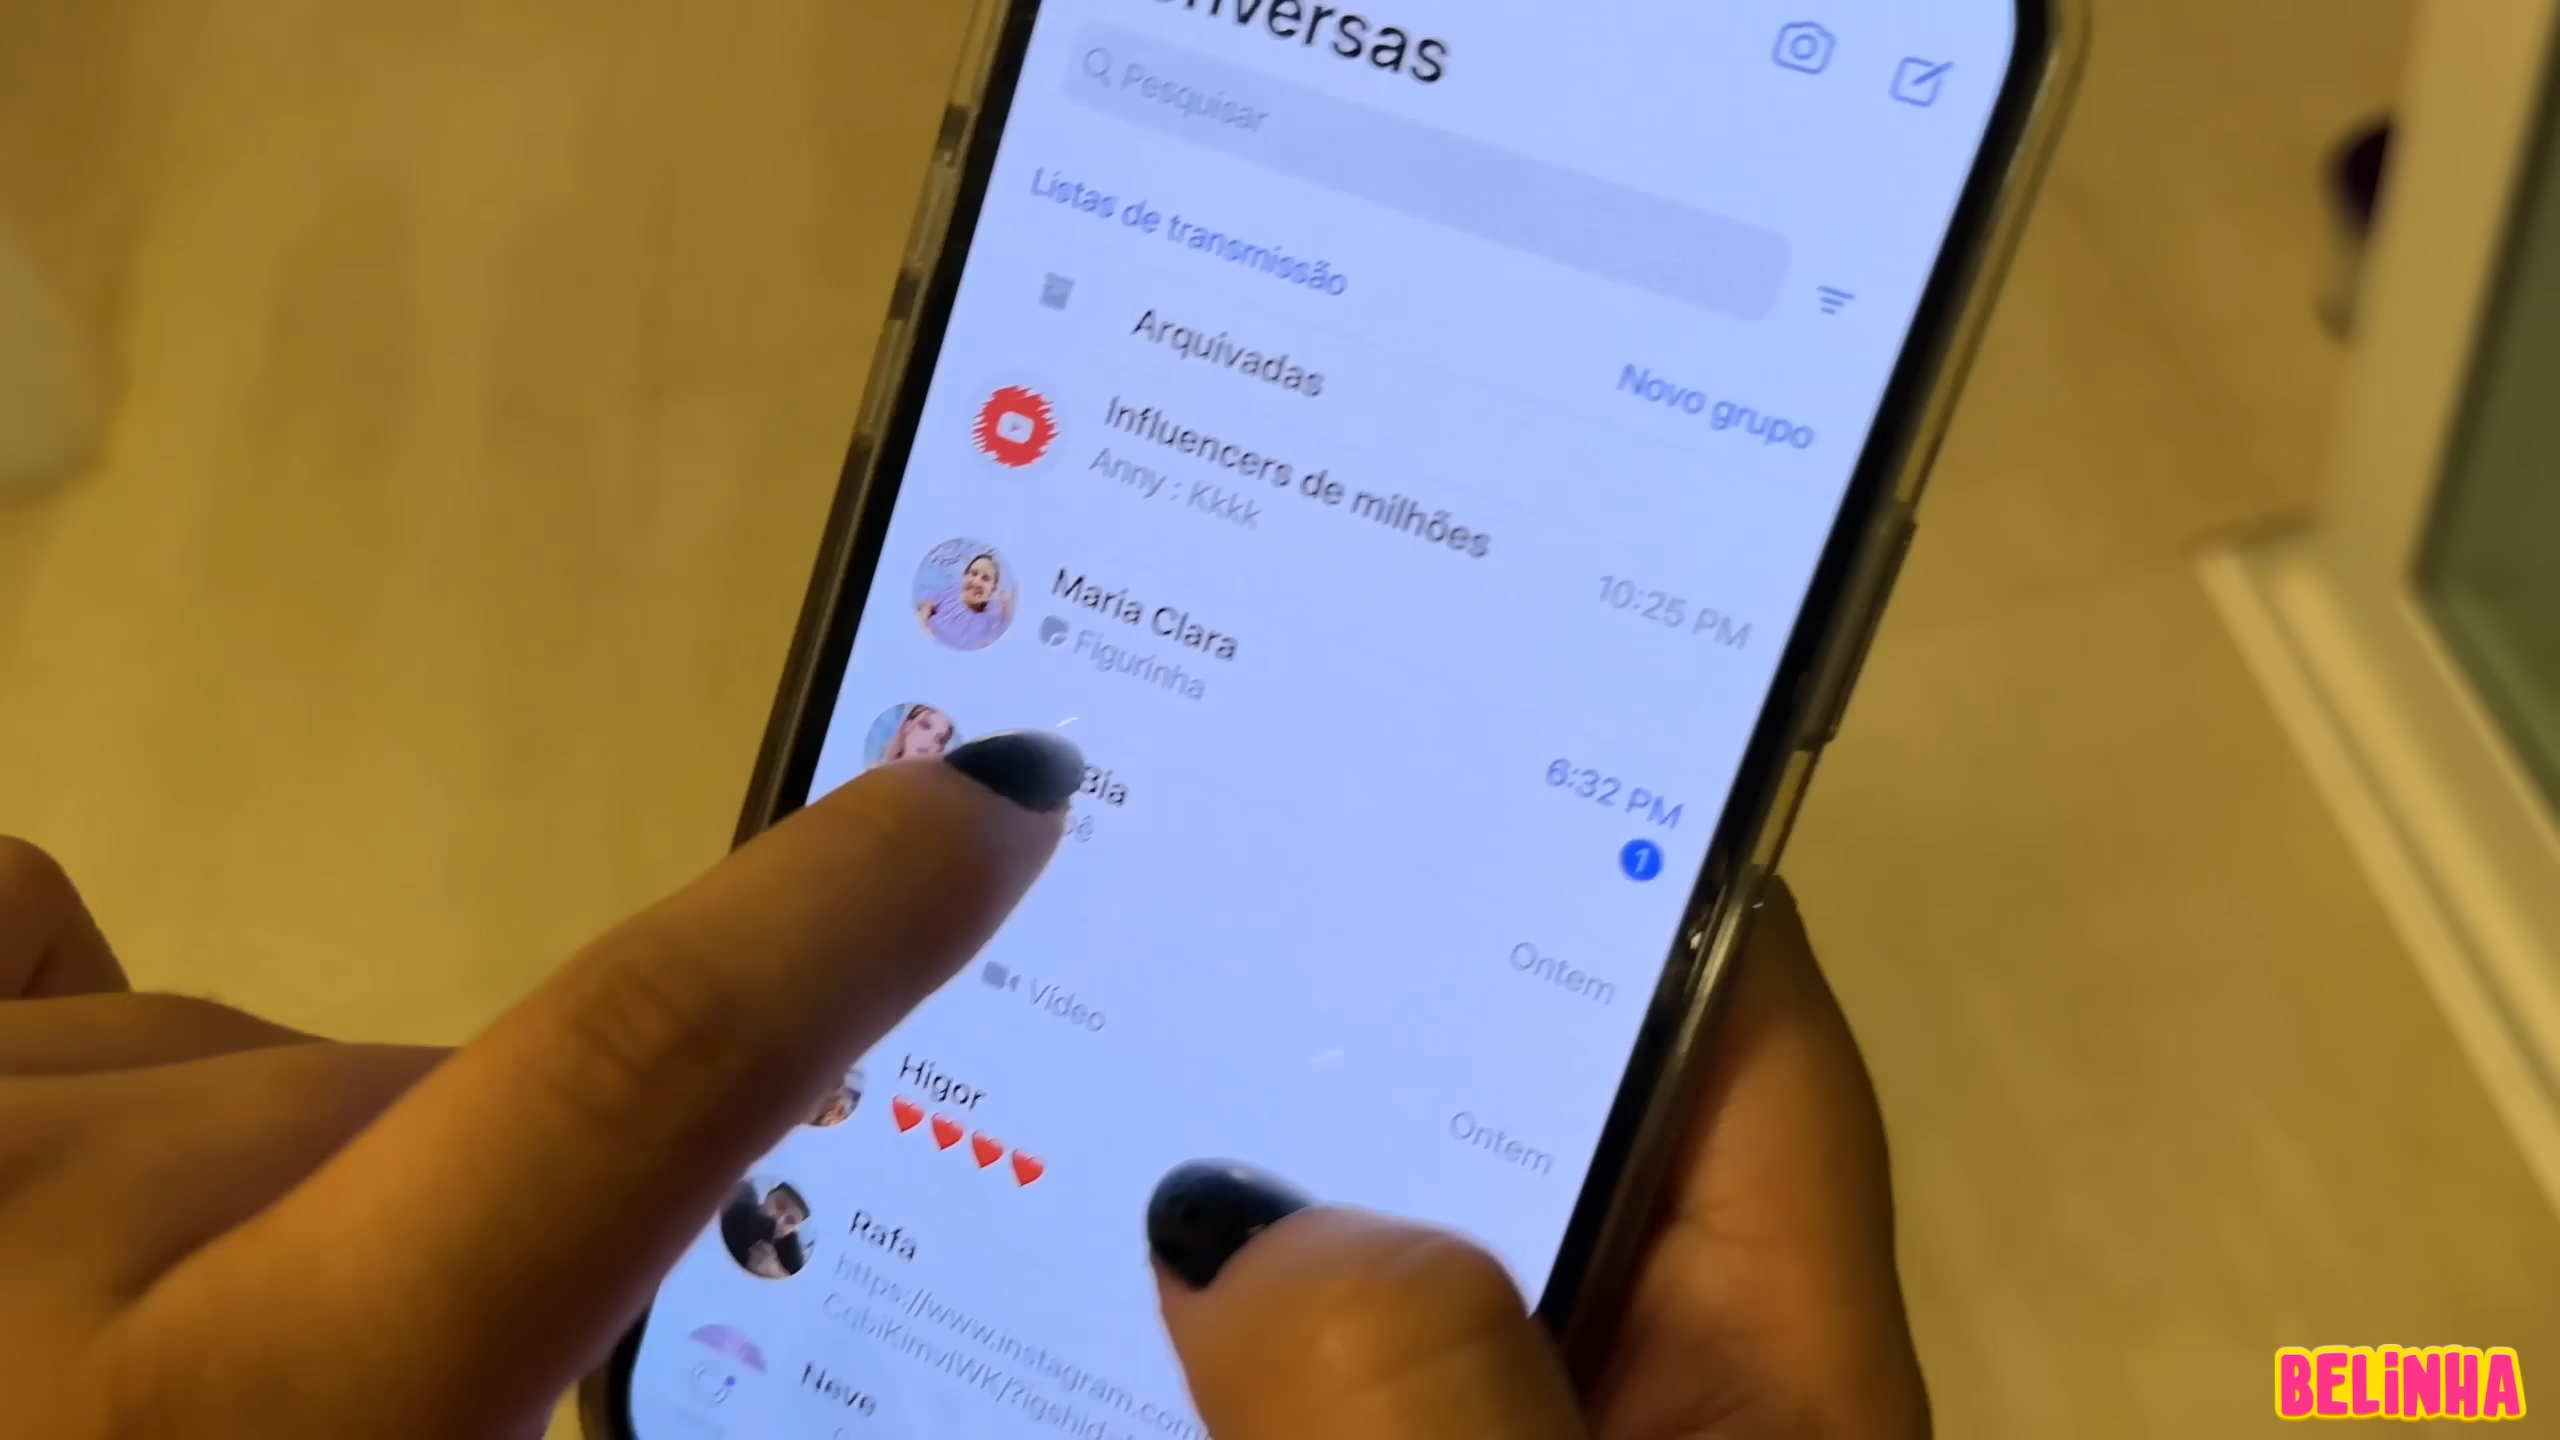 Pesquisar
Listas de transmissão
Novo grupo
Arquivadas
Influencers de milhões
Anny : Kkkk
10:25 PM
Maria Clara
Figurinha
6:32 PM
1
Bia
Ontem
Vídeo
Ontem
Higor
Rafa
https://www.instagram.com
BELINHA